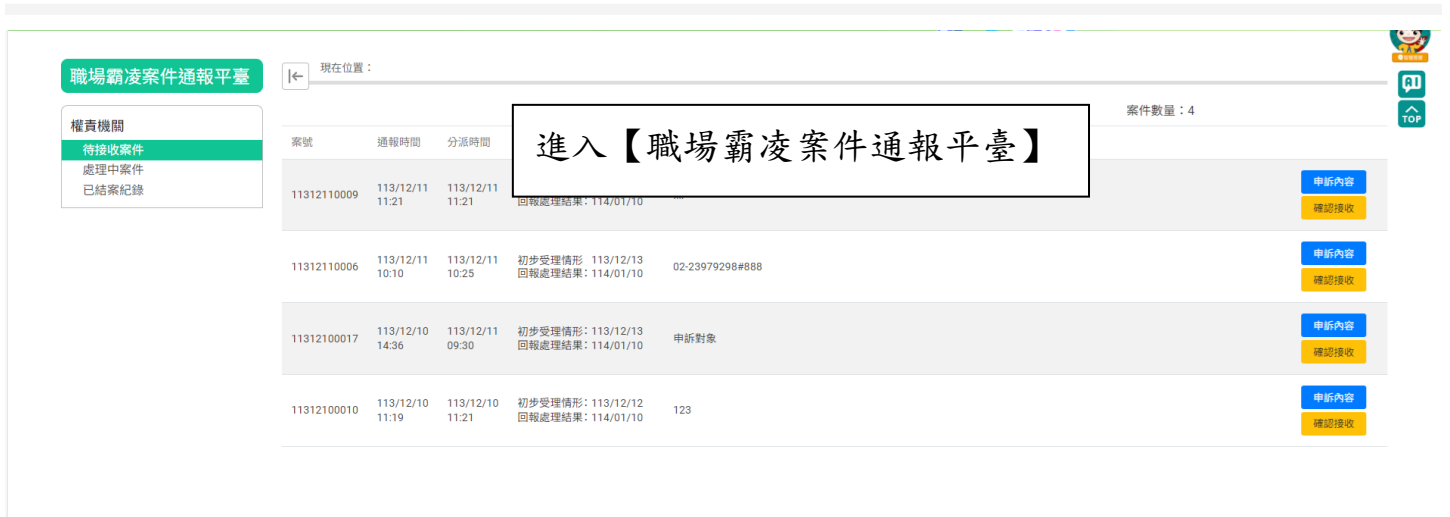 職場霸凌案件通報平臺
現在位置：
案件數量：4
權責機關
待接收案件
處理中案件
已結案紀錄
進入【職場霸凌案件通報平臺】
案號 通報時間 分派時間
11312110009 113/12/11 11:21 113/12/11 11:21 回報處理結果：114/01/10 申訴內容 確認接收
11312110006 113/12/11 10:10 113/12/11 10:25 初步受理情形 113/12/13 回報處理結果：114/01/10 02-23979298#888 申訴內容 確認接收
11312100017 113/12/10 14:36 113/12/11 09:30 初步受理情形：113/12/13 回報處理結果：114/01/10 申訴對象 申訴內容 確認接收
11312100010 113/12/10 11:19 113/12/10 11:21 初步受理情形：113/12/12 回報處理結果：114/01/10 123 申訴內容 確認接收
AI
TOP